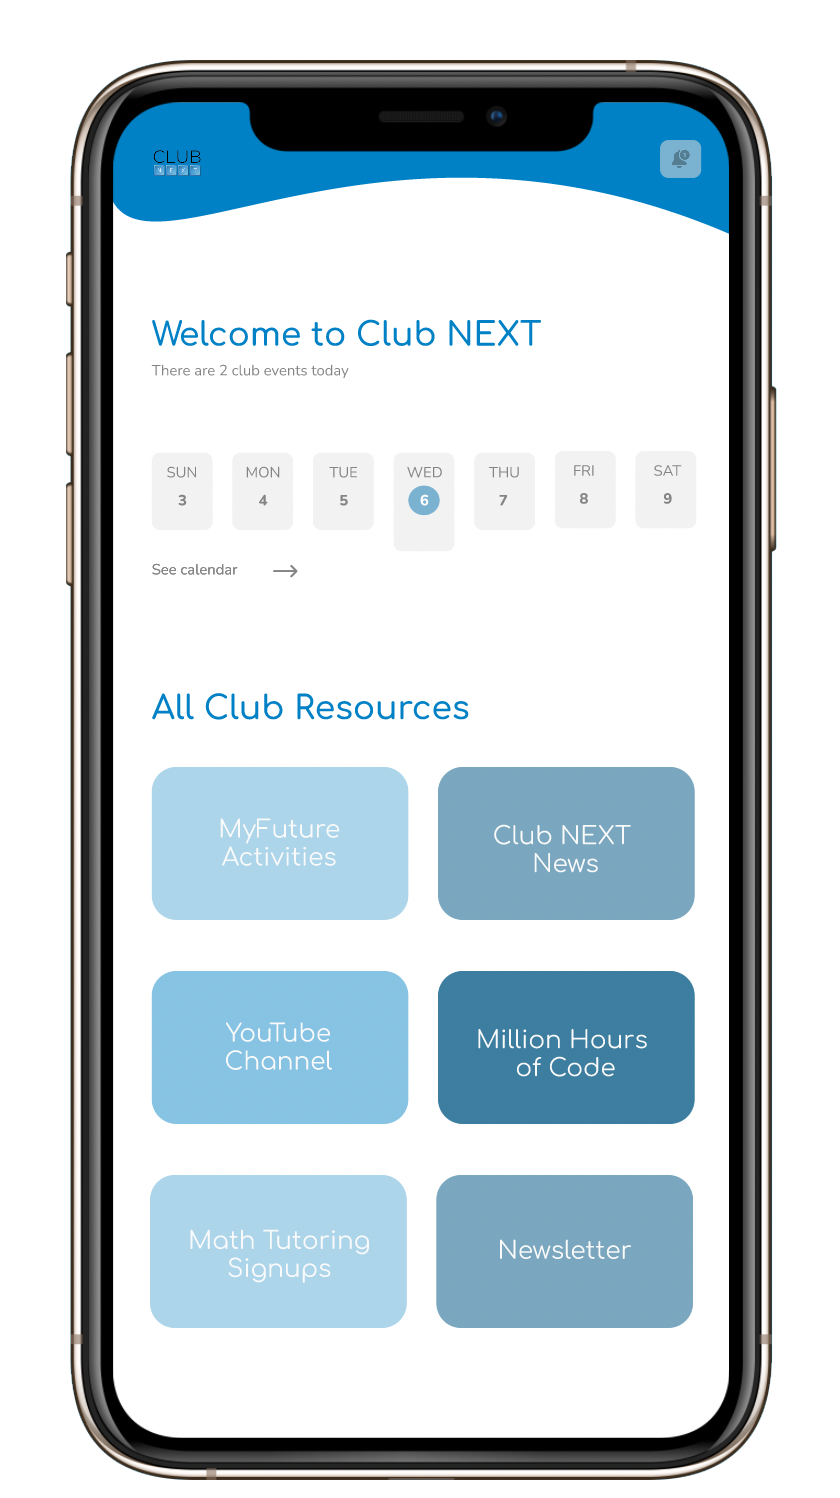 CLUB
NEXT
Welcome to Club NEXT
There are 2 club events today
SUN MON TUE WED THU FRI SAT
3 4 5 6 7 8 9
See calendar
All Club Resources
MyFuture
Activities
Club NEXT
News
YouTube
Channel
Million Hours
of Code
Math Tutoring
Signups
Newsletter